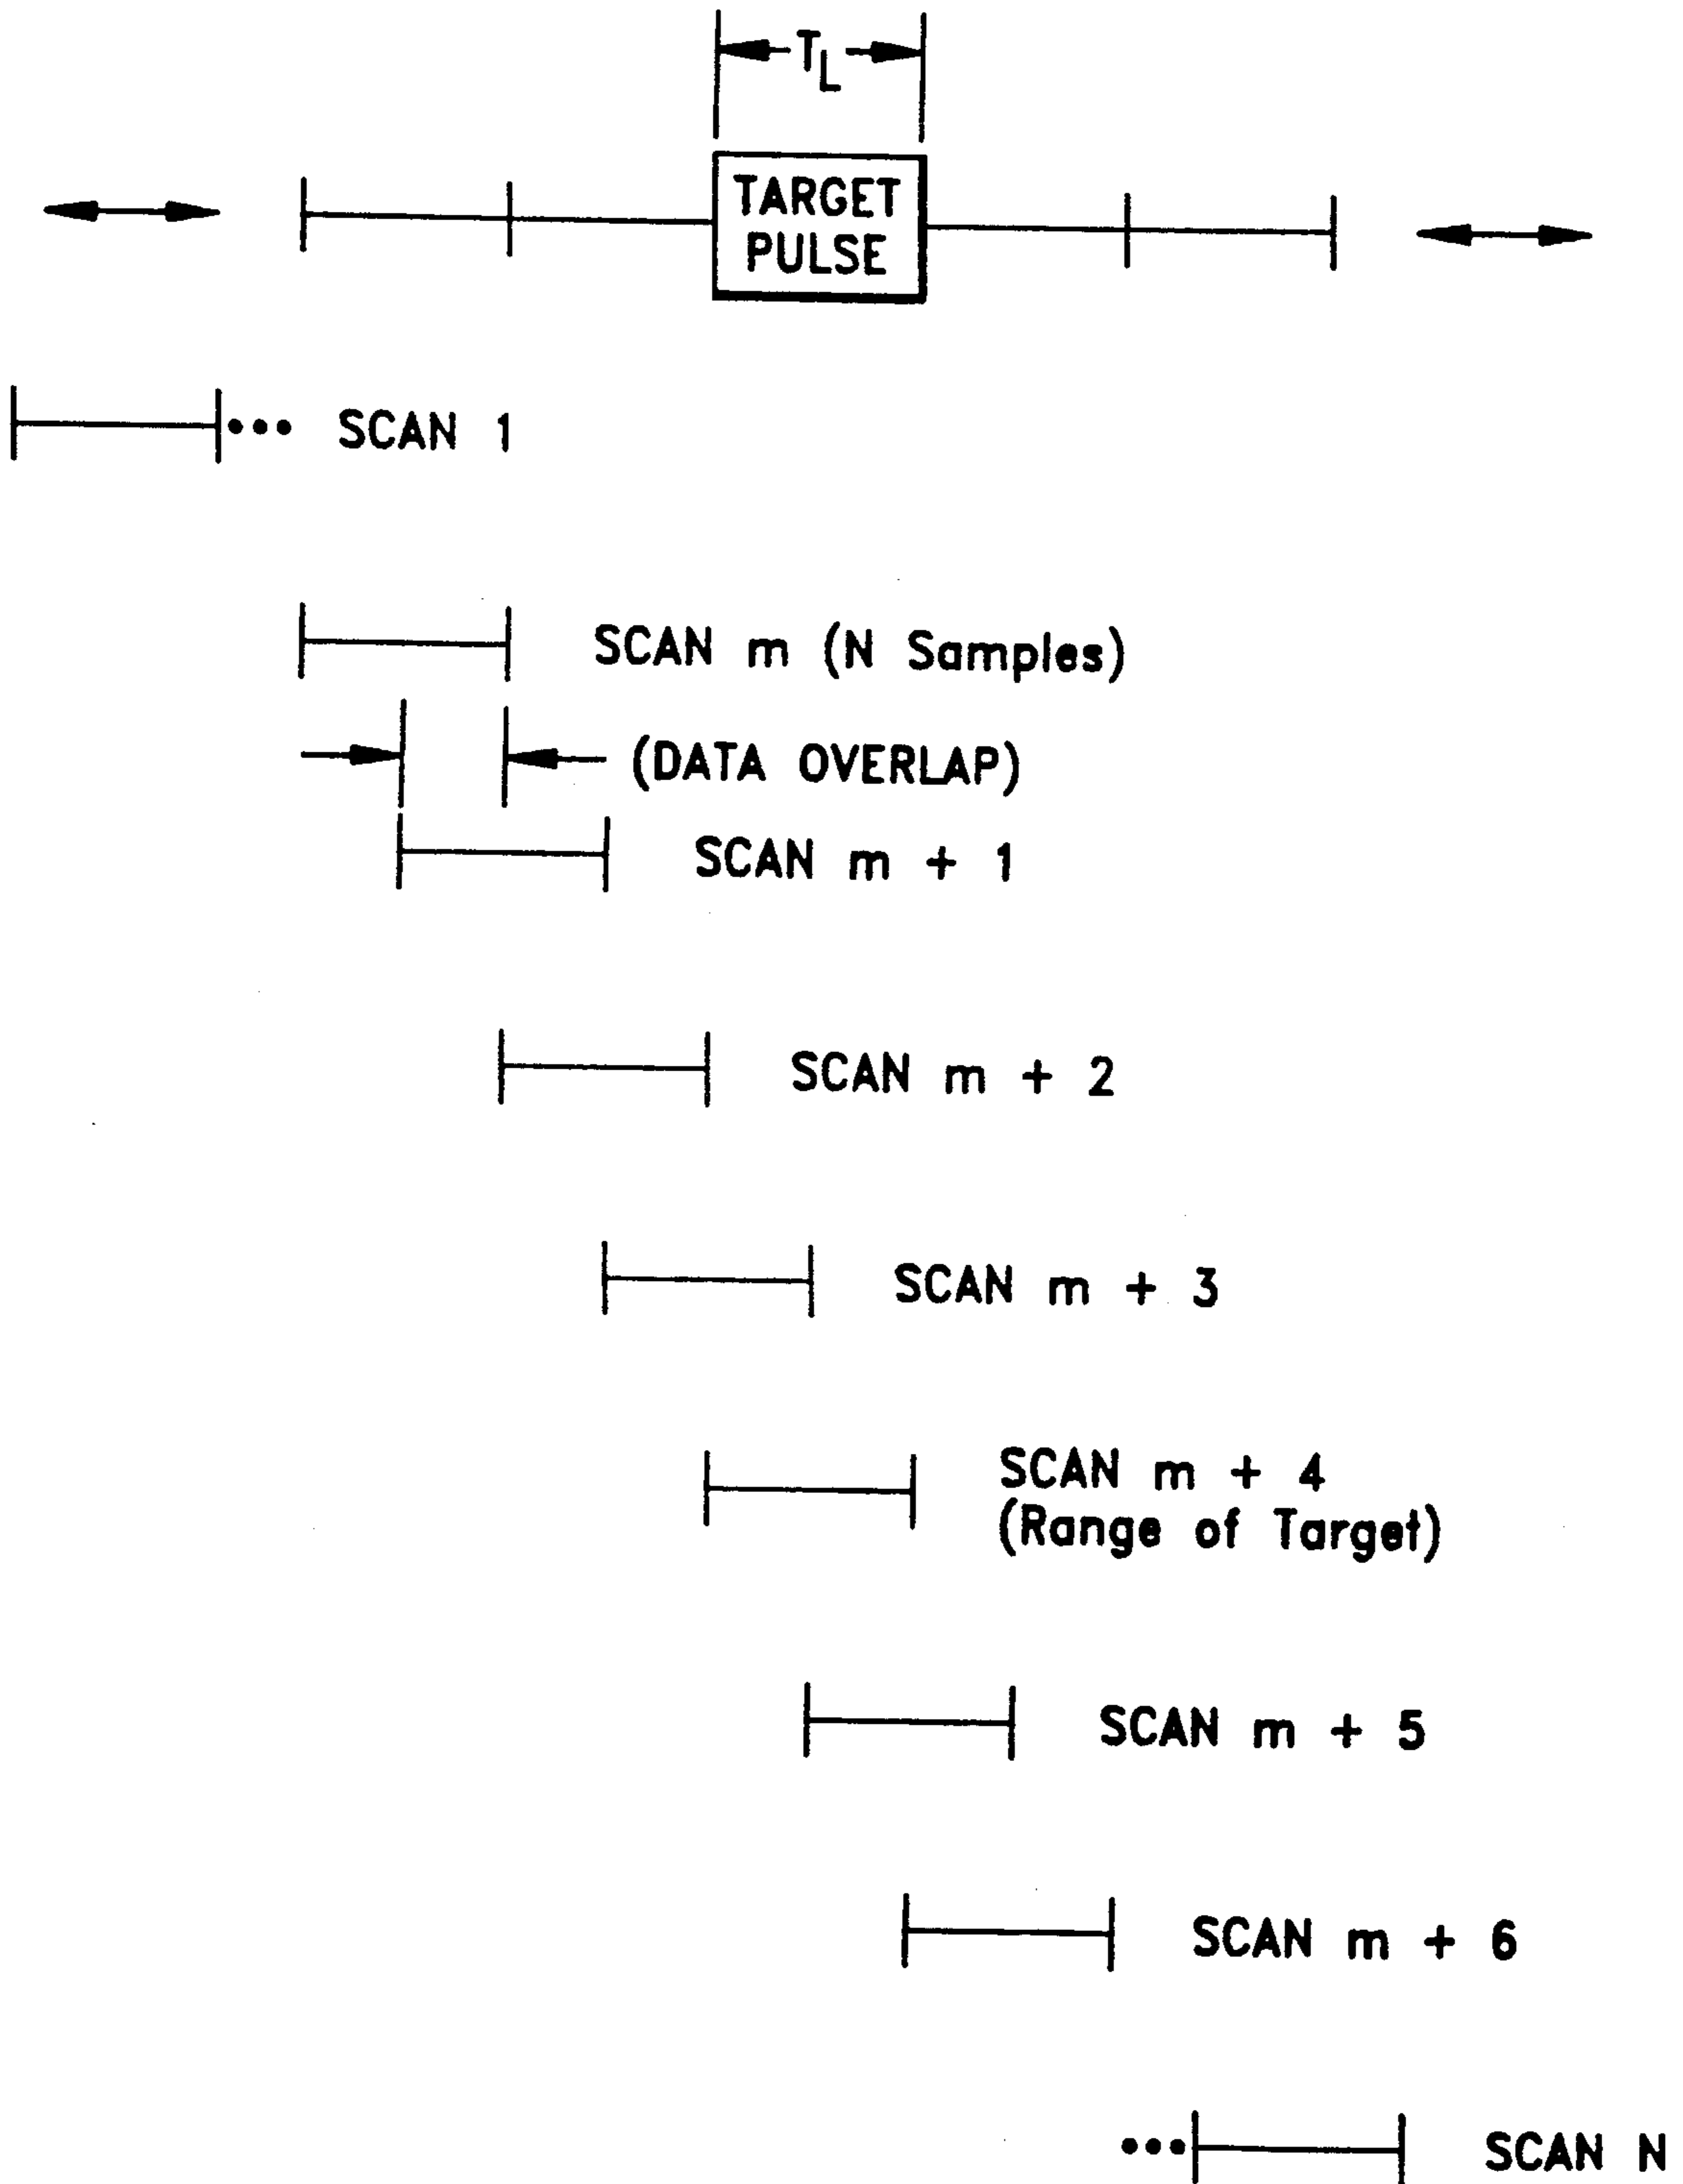 TL
TARGET
PULSE
••• SCAN 1
SCAN m (N Samples)
(DATA OVERLAP)
SCAN m + 1
SCAN m + 2
SCAN m + 3
SCAN m + 4
(Range of Target)
SCAN m + 5
SCAN m + 6
••• SCAN N